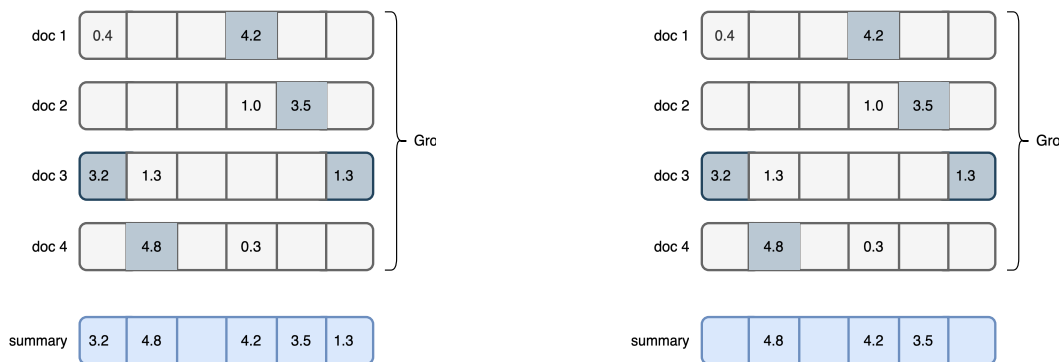 doc 1 0.4 4.2
doc 2 1.0 3.5
doc 3 3.2 1.3 1.3
doc 4 4.8 0.3
Gro
summary 3.2 4.8 4.2 3.5 1.3
doc 1 0.4 4.2
doc 2 1.0 3.5
doc 3 3.2 1.3 1.3
doc 4 4.8 0.3
Gro
summary 4.8 4.2 3.5